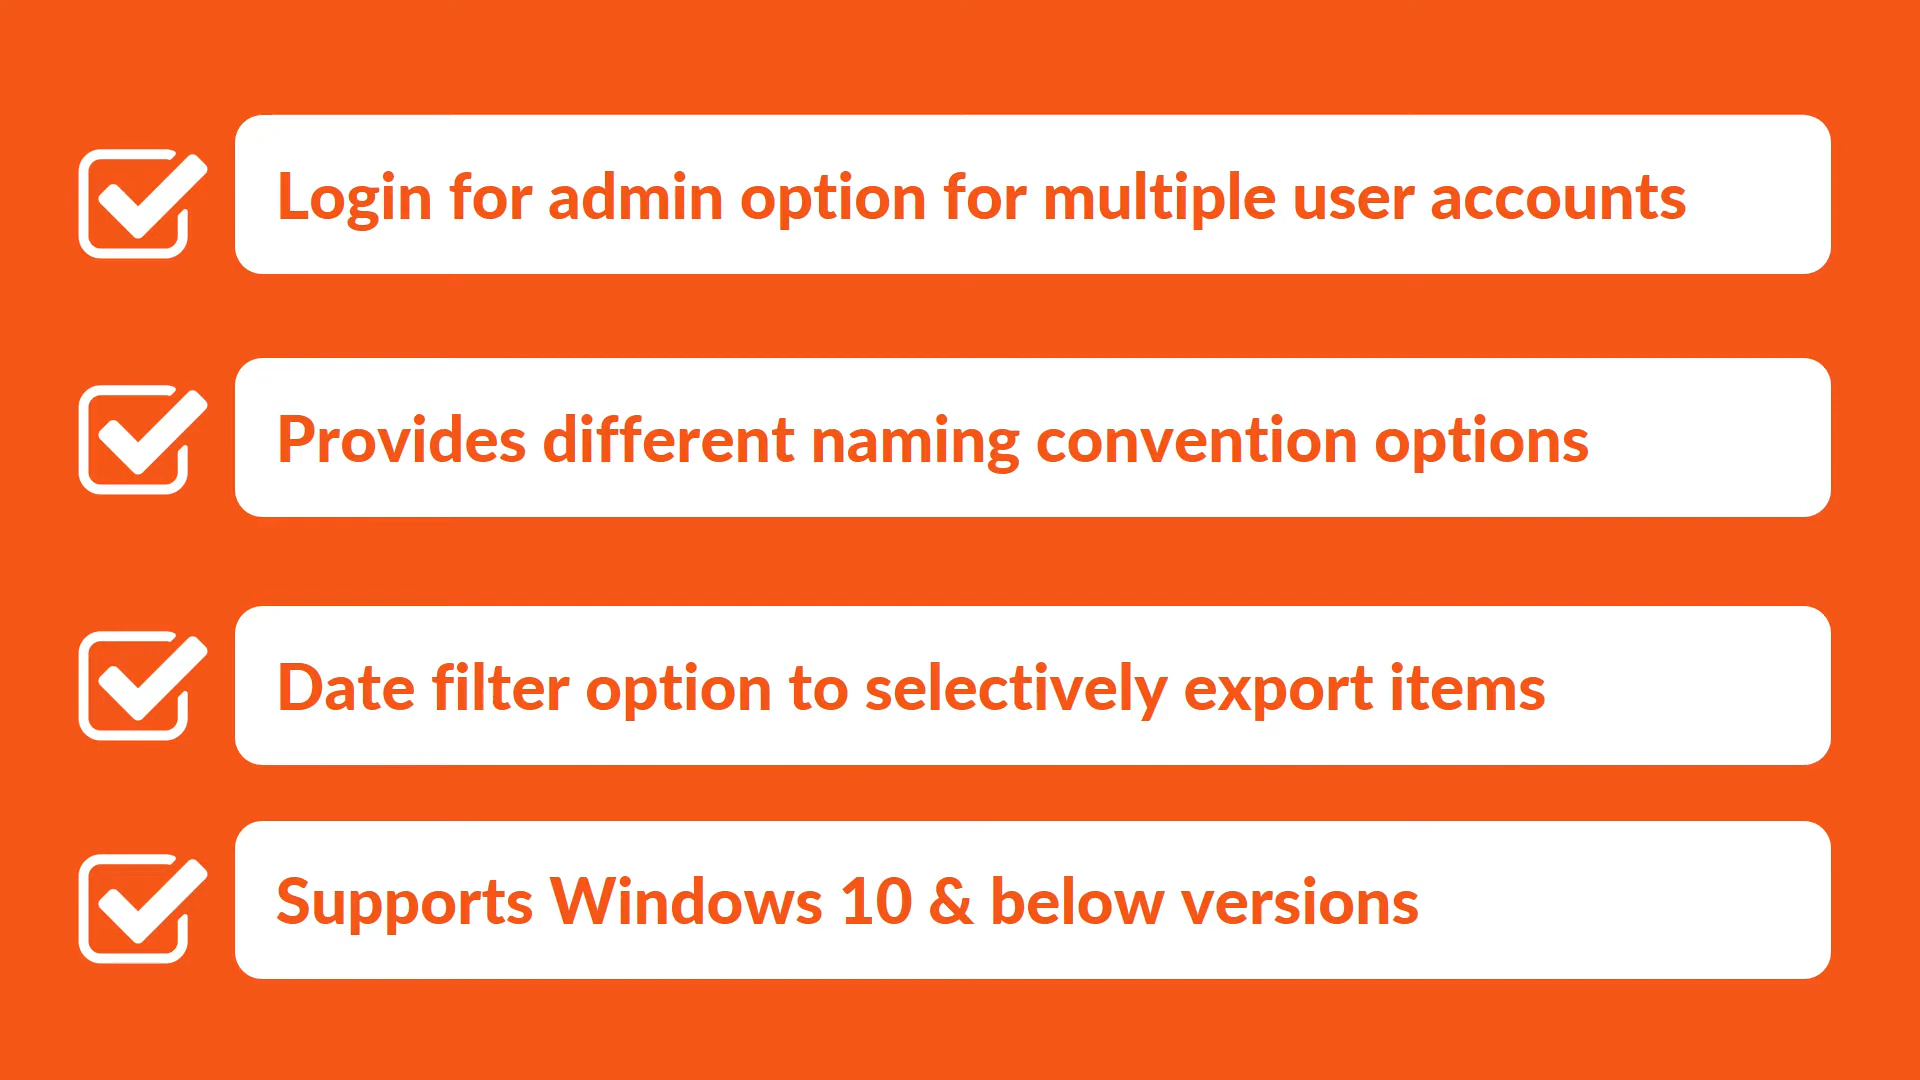 Login for admin option for multiple user accounts
Provides different naming convention options
Date filter option to selectively export items
Supports Windows 10 & below versions